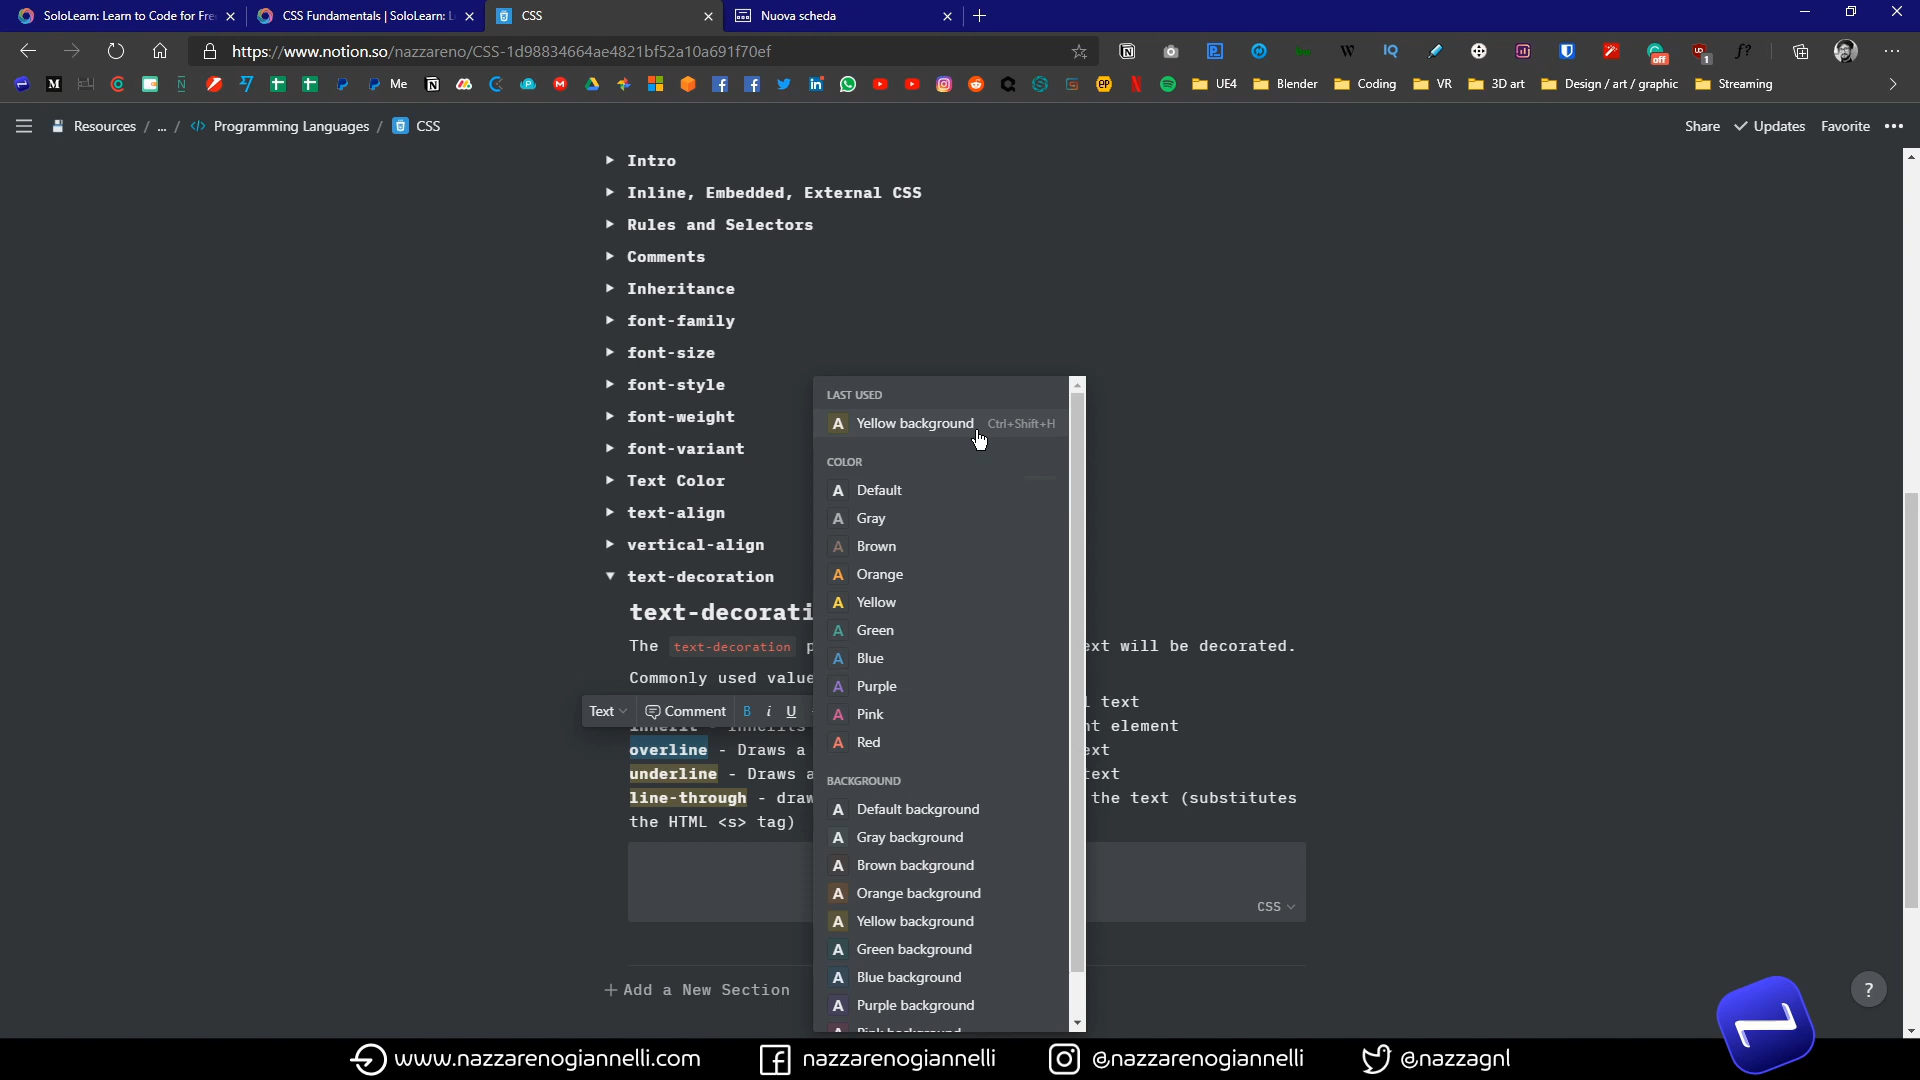 SoloLearn: Learn to Code for Fre
CSS Fundamentals | SoloLearn: L
CSS
Nuova scheda
https://www.notion.so/nazzareno/CSS-1d98834664ae4821bf52a10a691f70ef
off
1
Me
UE4
Blender
Coding
VR
3D art
Design / art / graphic
Streaming
Resources / ... / Programming Languages / CSS
Share
Updates
Favorite
Intro
Inline, Embedded, External CSS
Rules and Selectors
Comments
Inheritance
font-family
font-size
font-style
font-weight
font-variant
Text Color
text-align
vertical-align
text-decoration
text-decorati
The text-decoration p
ext will be decorated.
Commonly used value
text
Text
Comment
B i U
nt element
overline - Draws a
ext
underline - Draws a
text
line-through - draw
the text (substitutes
the HTML <s> tag)
CSS
+ Add a New Section
LAST USED
A Yellow background Ctrl+Shift+H
COLOR
A Default
A Gray
A Brown
A Orange
A Yellow
A Green
A Blue
A Purple
A Pink
A Red
BACKGROUND
A Default background
A Gray background
A Brown background
A Orange background
A Yellow background
A Green background
A Blue background
A Purple background
?
www.nazzarenogiannelli.com
nazzarenogiannelli
@nazzarenogiannelli
@nazzagnl